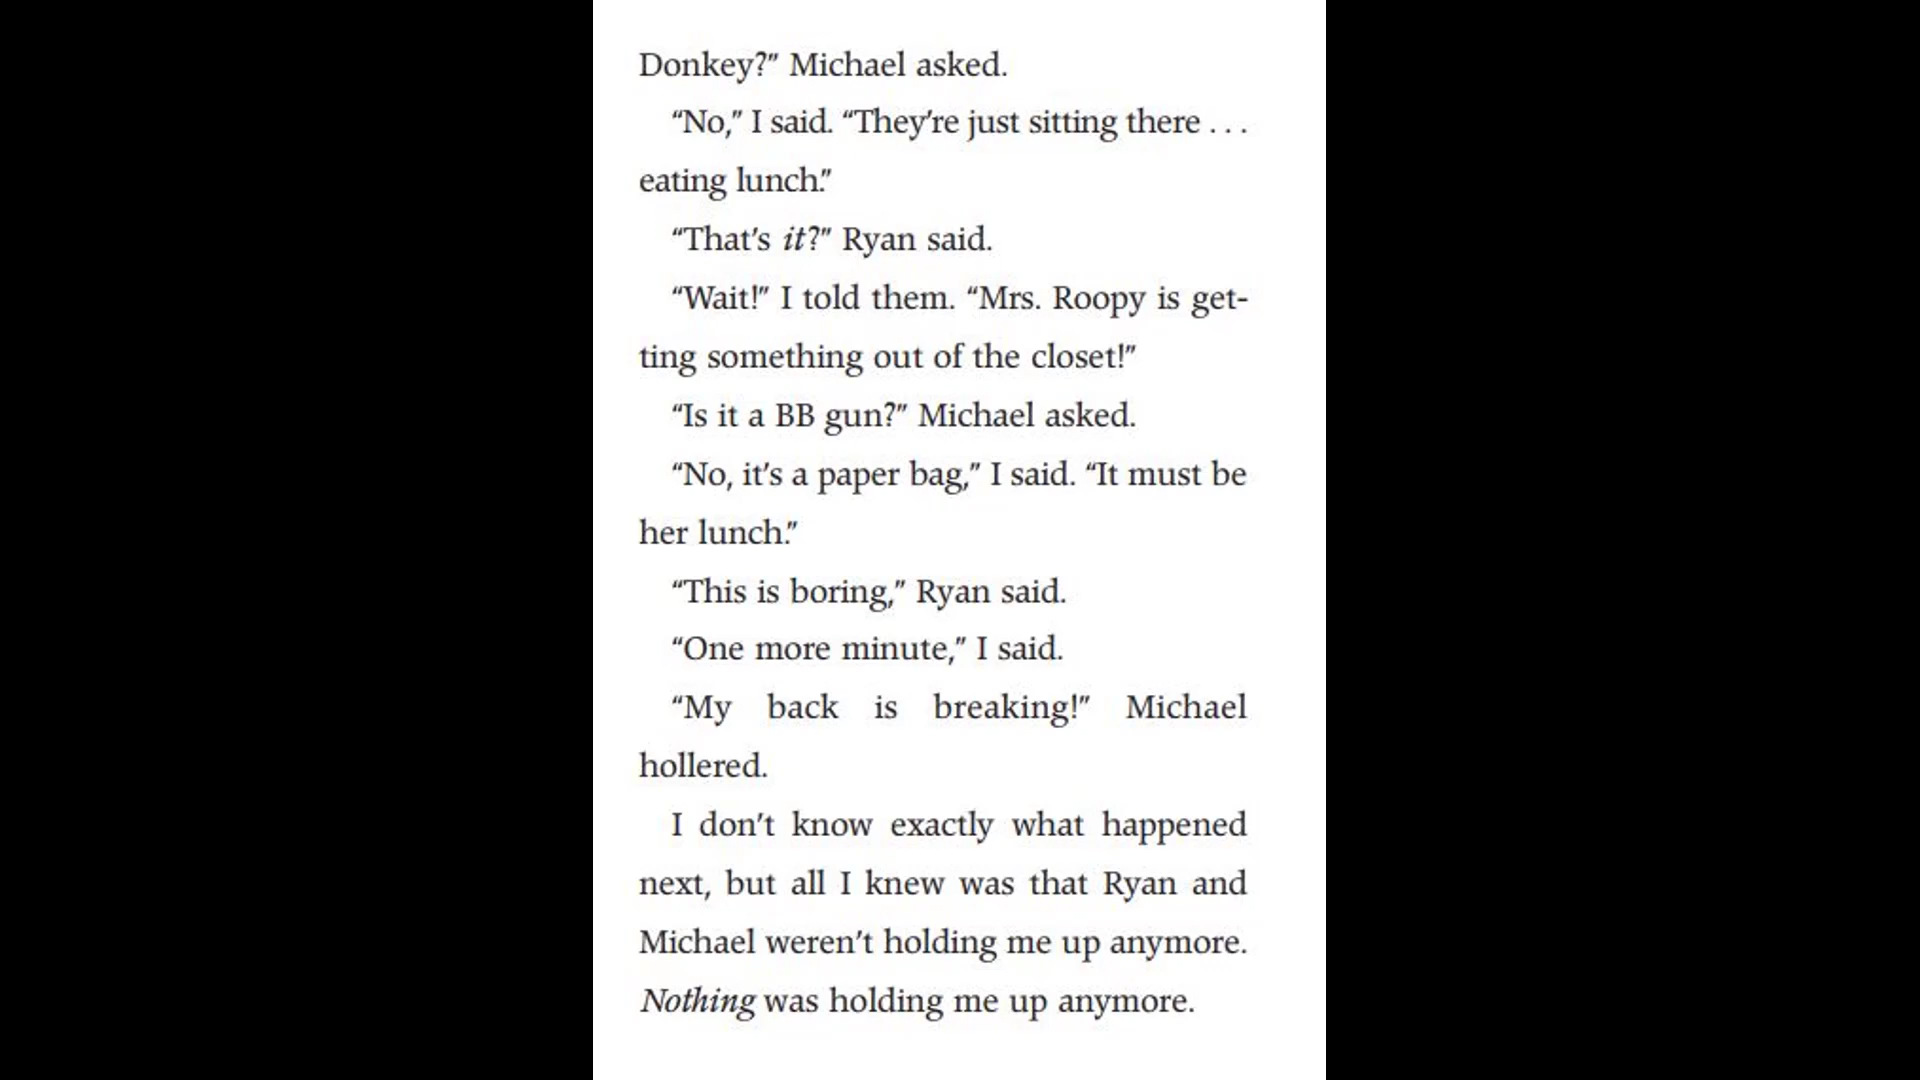 Donkey?” Michael asked.
“No,” I said. “They’re just sitting there . . .
eating lunch.”
“That’s it?” Ryan said.
“Wait!” I told them. “Mrs. Roopy is get-
ting something out of the closet!”
“Is it a BB gun?” Michael asked.
“No, it’s a paper bag,” I said. “It must be
her lunch.”
“This is boring,” Ryan said.
“One more minute,” I said.
“My back is breaking!” Michael
hollered.
I don’t know exactly what happened
next, but all I knew was that Ryan and
Michael weren’t holding me up anymore.
Nothing was holding me up anymore.